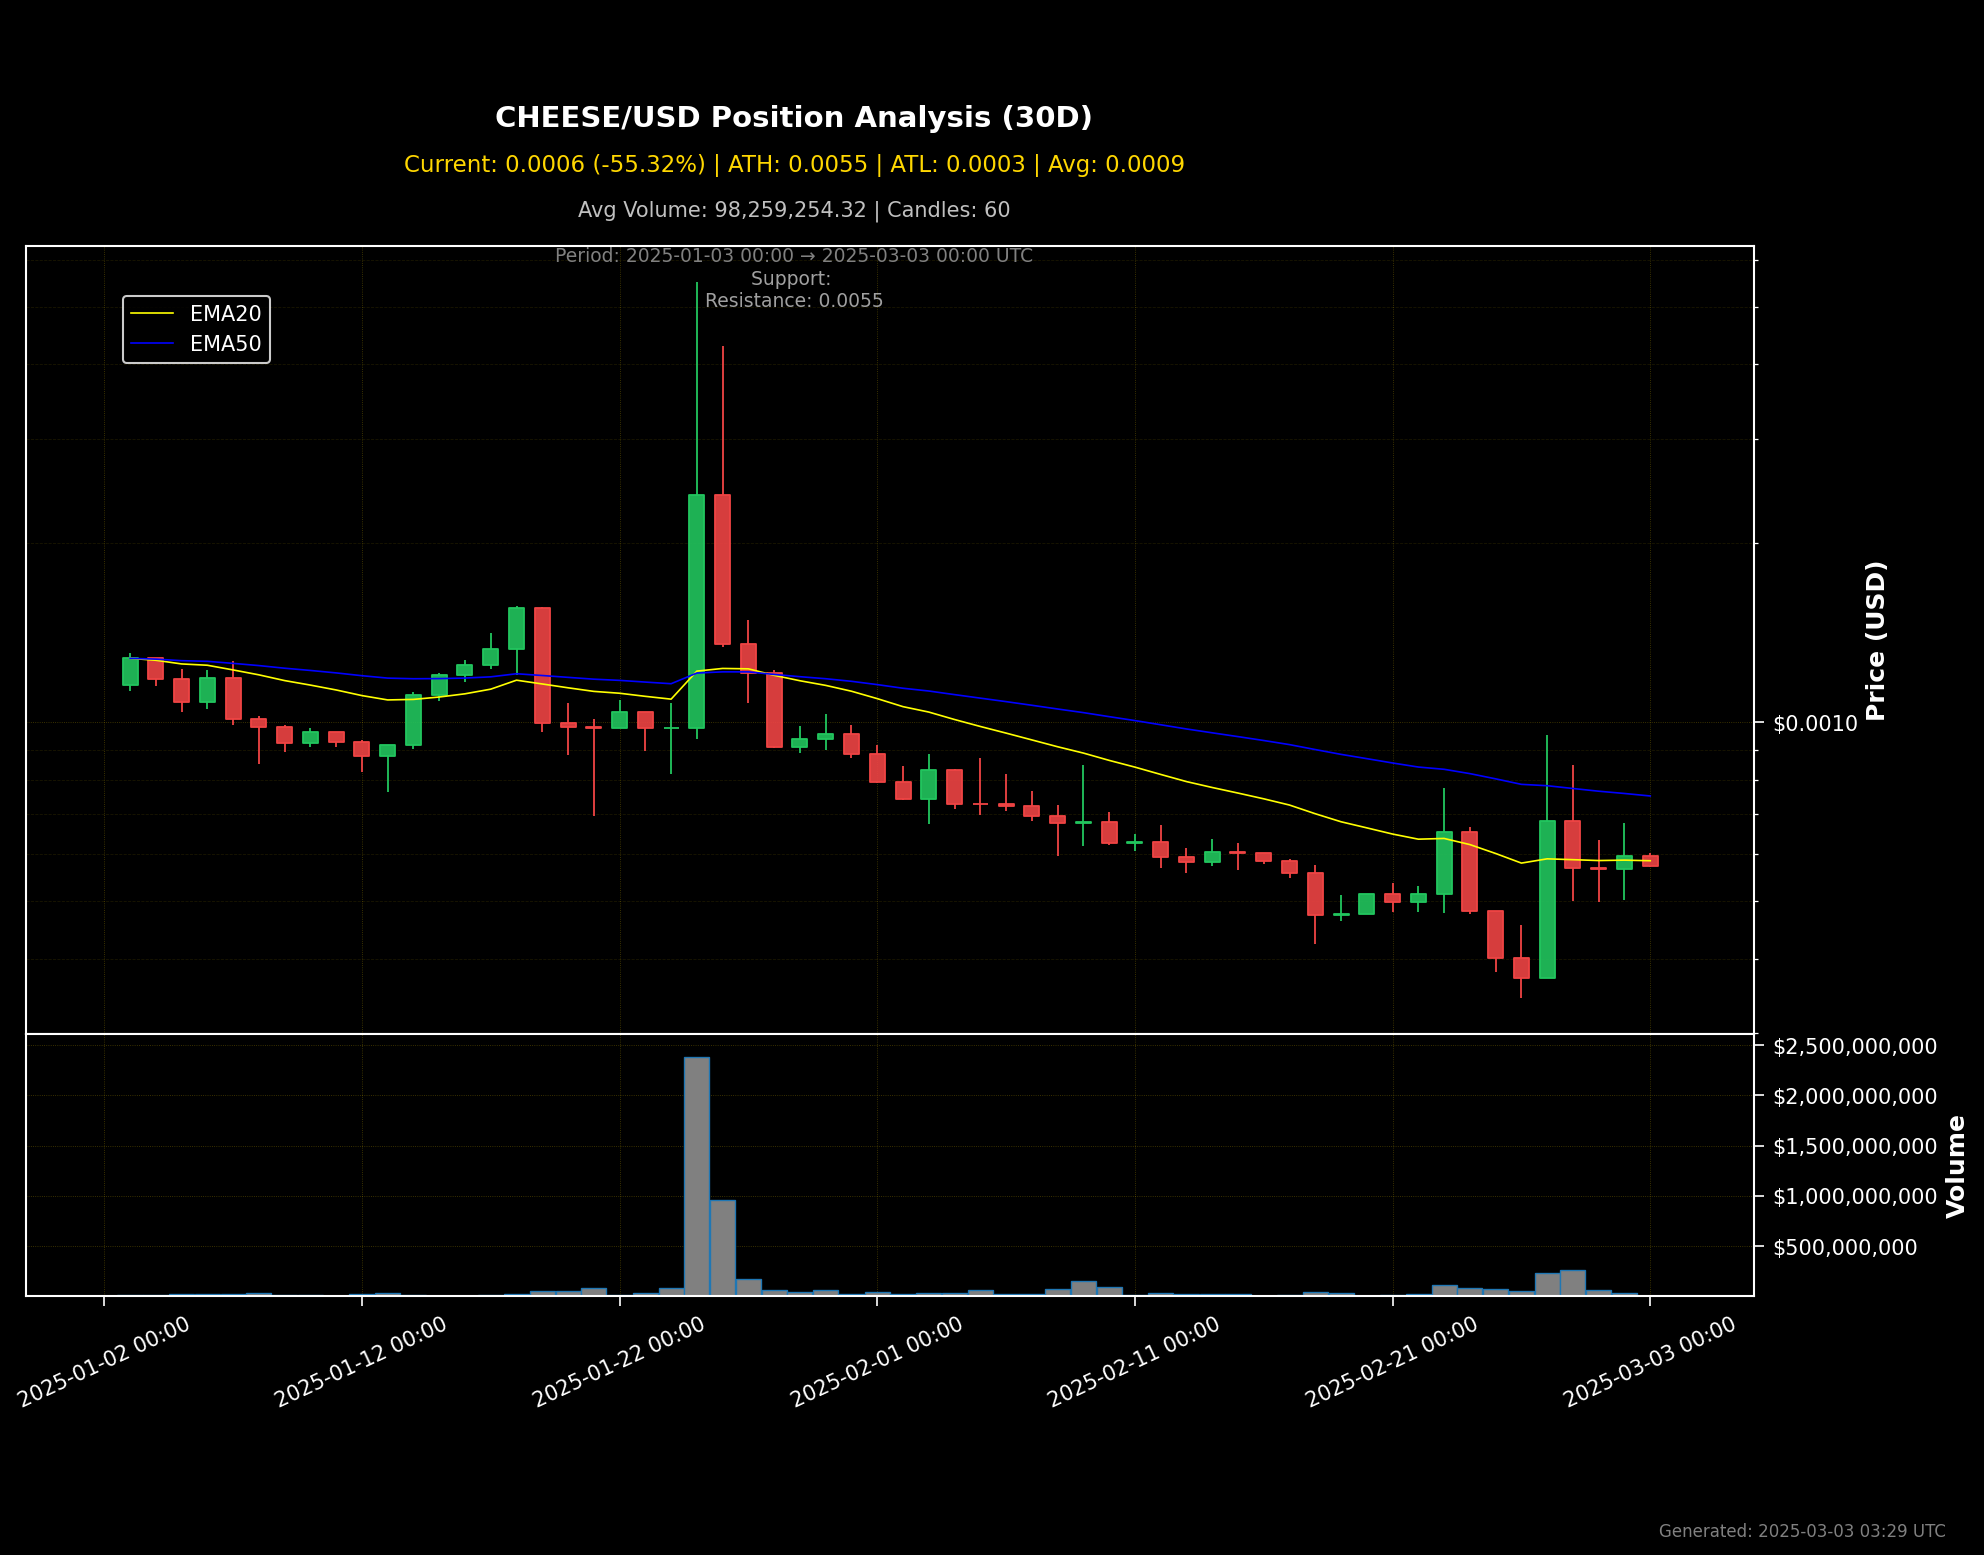 CHEESE/USD Position Analysis (30D)
Current: 0.0006 (-55.32%) | ATH: 0.0055 | ATL: 0.0003 | Avg: 0.0009
Avg Volume: 98,259,254.32 | Candles: 60
Period: 2025-01-03 00:00 → 2025-03-03 00:00 UTC
Support:
Resistance: 0.0055
EMA20
EMA50
$0.0010
Price (USD)
$2,500,000,000
$2,000,000,000
$1,500,000,000
$1,000,000,000
$500,000,000
Volume
2025-01-02 00:00
2025-01-12 00:00
2025-01-22 00:00
2025-02-01 00:00
2025-02-11 00:00
2025-02-21 00:00
2025-03-03 00:00
Generated: 2025-03-03 03:29 UTC